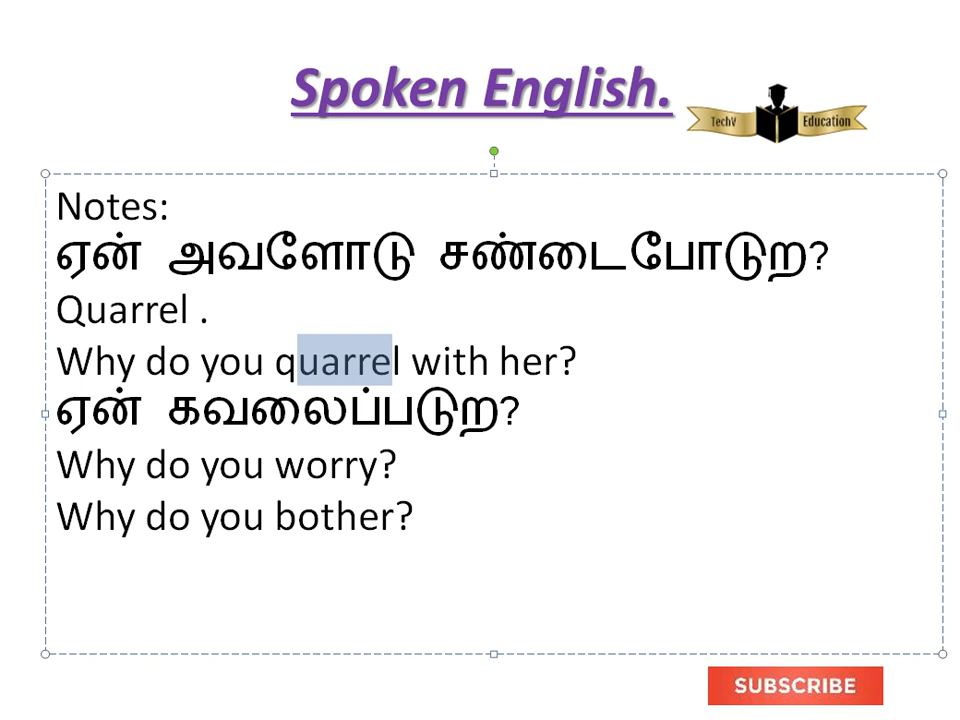 Spoken English.
TechV Education
Notes:
ஏன் அவளோடு சண்டைபோடுற?
Quarrel .
Why do you quarrel with her?
ஏன் கவலைப்படுற?
Why do you worry?
Why do you bother?
SUBSCRIBE